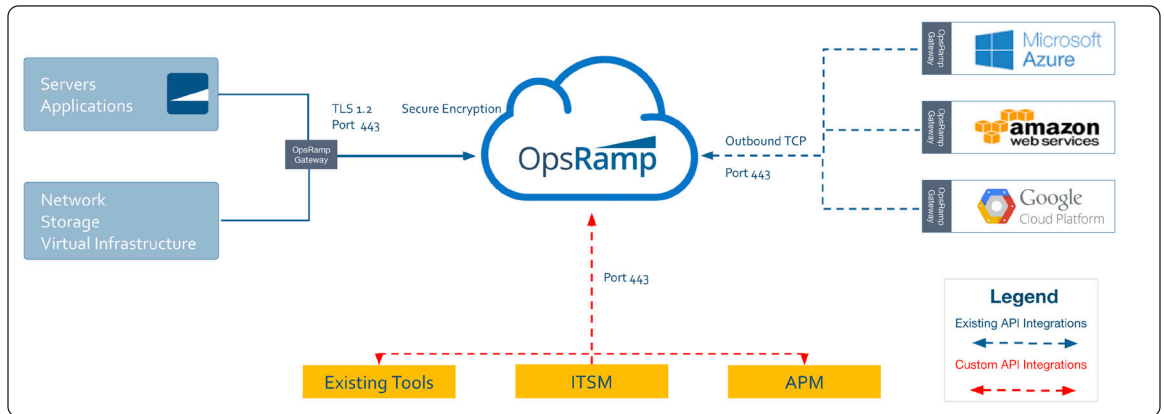 Servers
Applications
Network
Storage
Virtual Infrastructure
OpsRamp
Gateway
TLS 1.2
Port 443
Secure Encryption
OpsRamp
Outbound TCP
Port 443
OpsRamp
Gateway
Microsoft
Azure
OpsRamp
Gateway
amazon
web services
OpsRamp
Gateway
Google
Cloud Platform
Port 443
Existing Tools
ITSM
APM
Legend
Existing API Integrations
Custom API Integrations